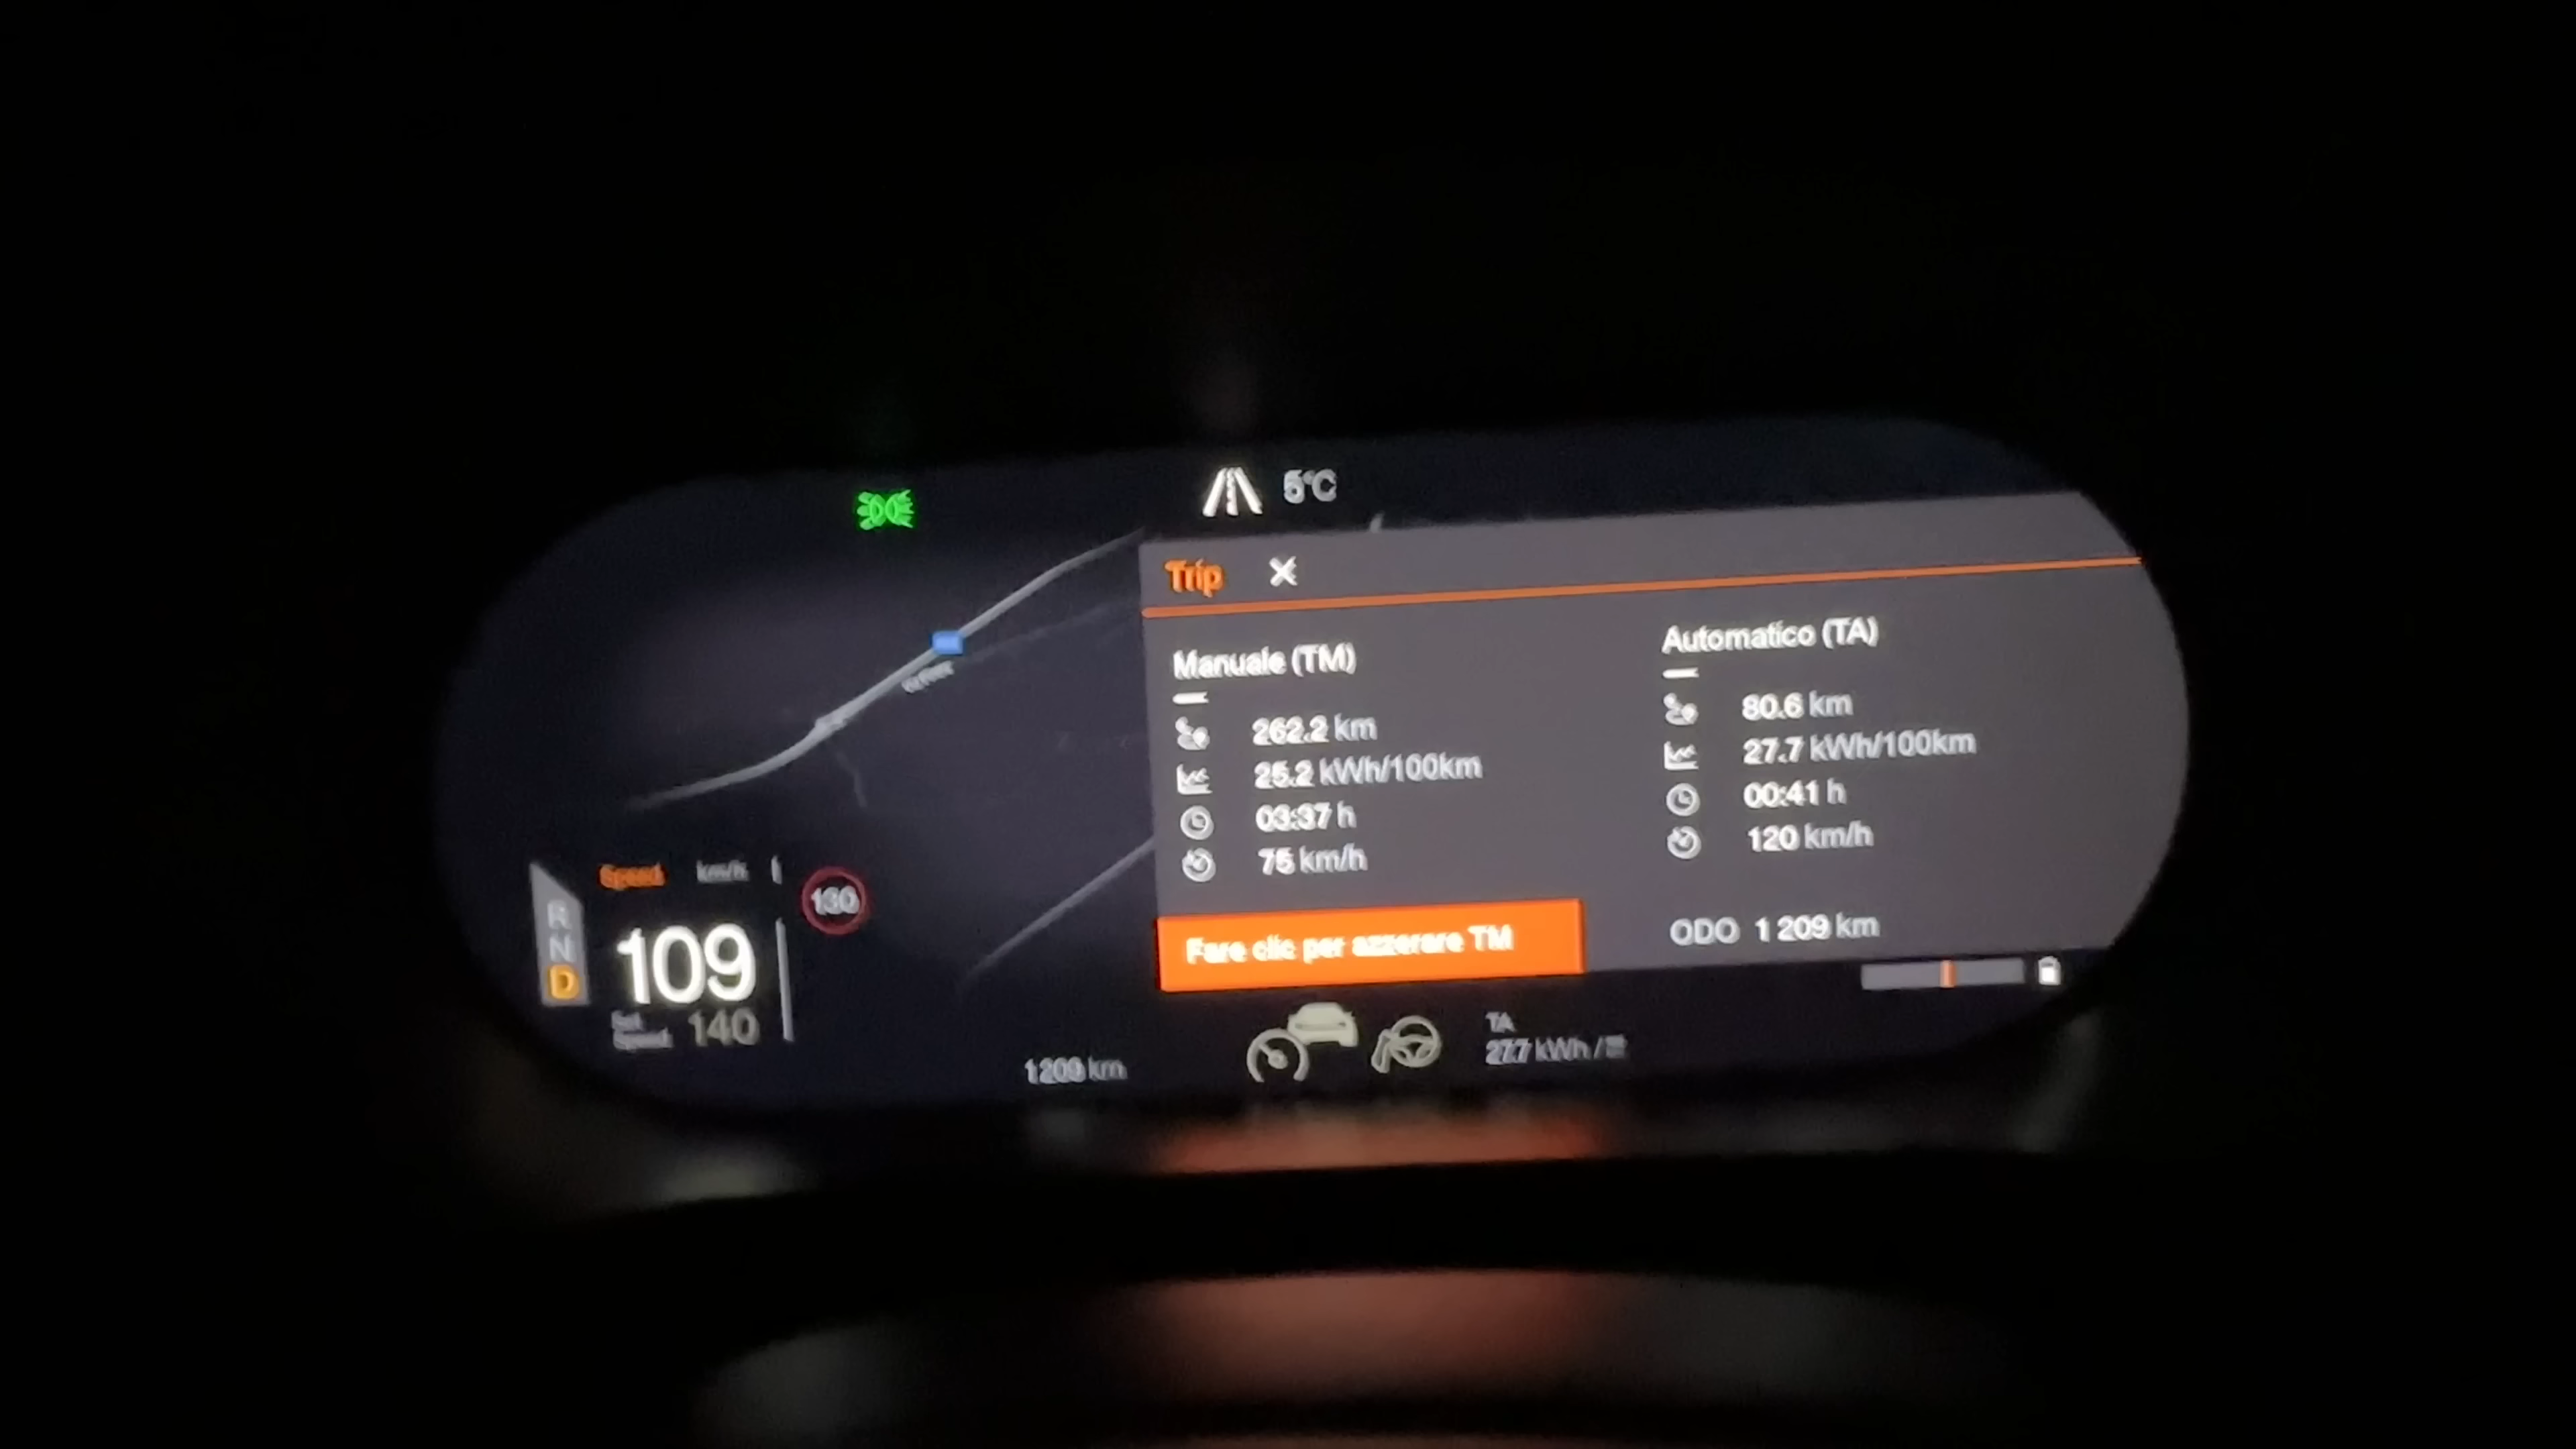 5°C
Trip
Manuale (TM)
262.2 km
25.2 kWh/100km
03:37 h
75 km/h
Fare clic per azzerare TM
Automatico (TA)
80.6 km
27.7 kWh/100km
00:41 h
120 km/h
ODO 1 209 km
R
N
D
Speed km/h
109
Set Speed 140
130
1209 km
TA
27.7 kWh /